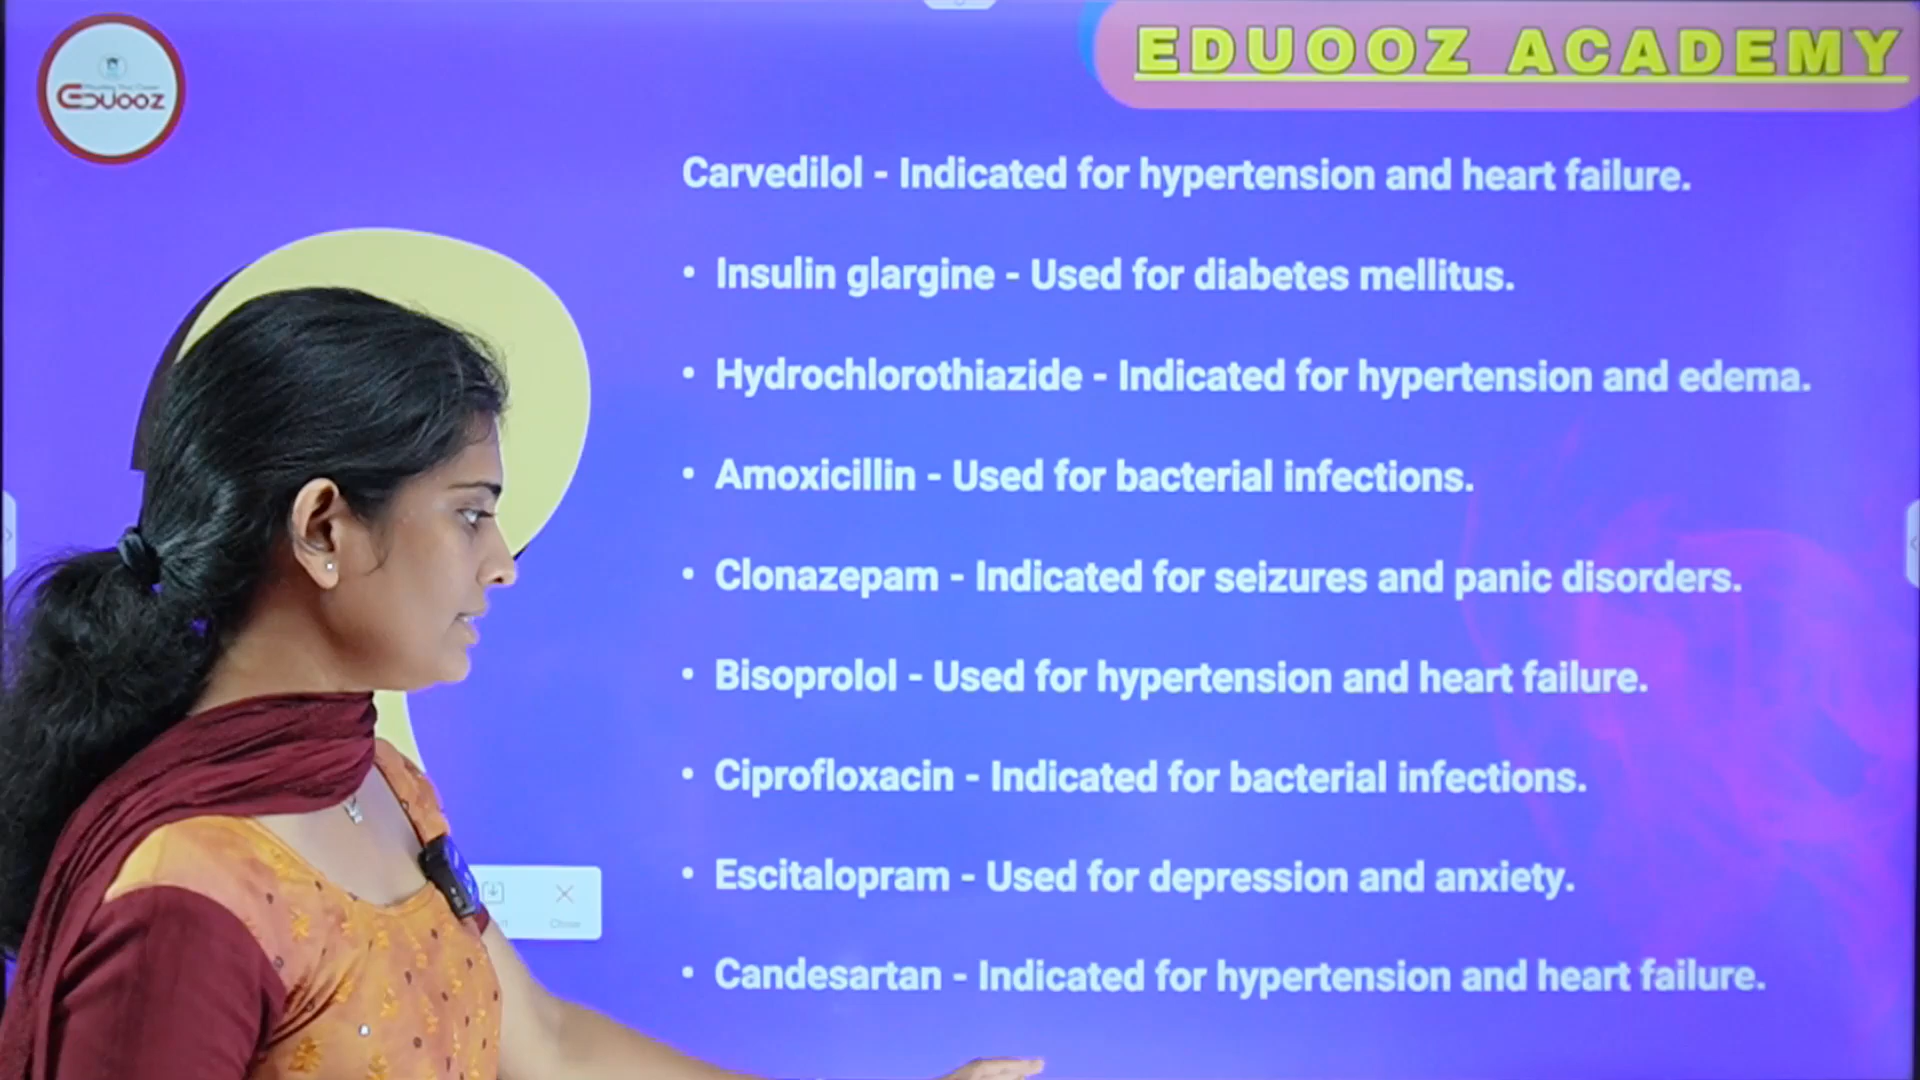 EDUOOZ ACADEMY
EDUOOZ
Carvedilol - Indicated for hypertension and heart failure.
• Insulin glargine - Used for diabetes mellitus.
• Hydrochlorothiazide - Indicated for hypertension and edema.
• Amoxicillin - Used for bacterial infections.
• Clonazepam - Indicated for seizures and panic disorders.
• Bisoprolol - Used for hypertension and heart failure.
• Ciprofloxacin - Indicated for bacterial infections.
• Escitalopram - Used for depression and anxiety.
Close
• Candesartan - Indicated for hypertension and heart failure.